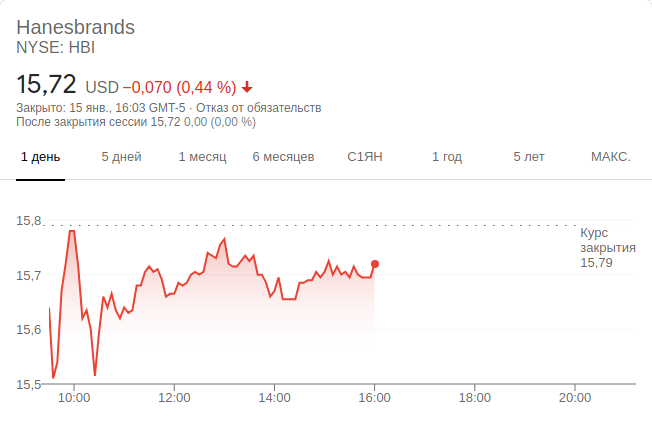 Hanesbrands
NYSE: HBI
15,72 USD −0,070 (0,44 %)
Закрыто: 15 янв., 16:03 GMT-5 · Отказ от обязательств
После закрытия сессии 15,72 0,00 (0,00 %)
1 день 5 дней 1 месяц 6 месяцев С1ЯН 1 год 5 лет МАКС.
15,8
Курс
закрытия
15,79
15,7
15,6
15,5
10:00 12:00 14:00 16:00 18:00 20:00